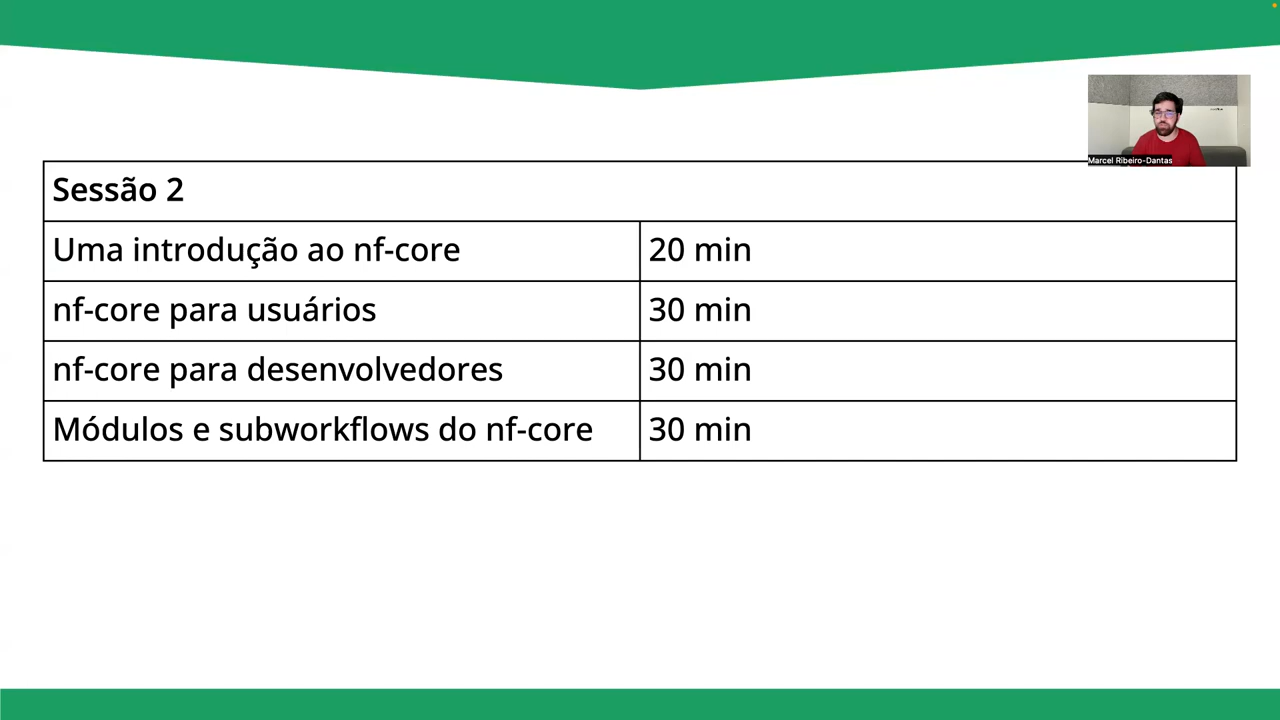 Marcel Ribeiro-Dantas
Sessão 2
Uma introdução ao nf-core 20 min
nf-core para usuários 30 min
nf-core para desenvolvedores 30 min
Módulos e subworkflows do nf-core 30 min